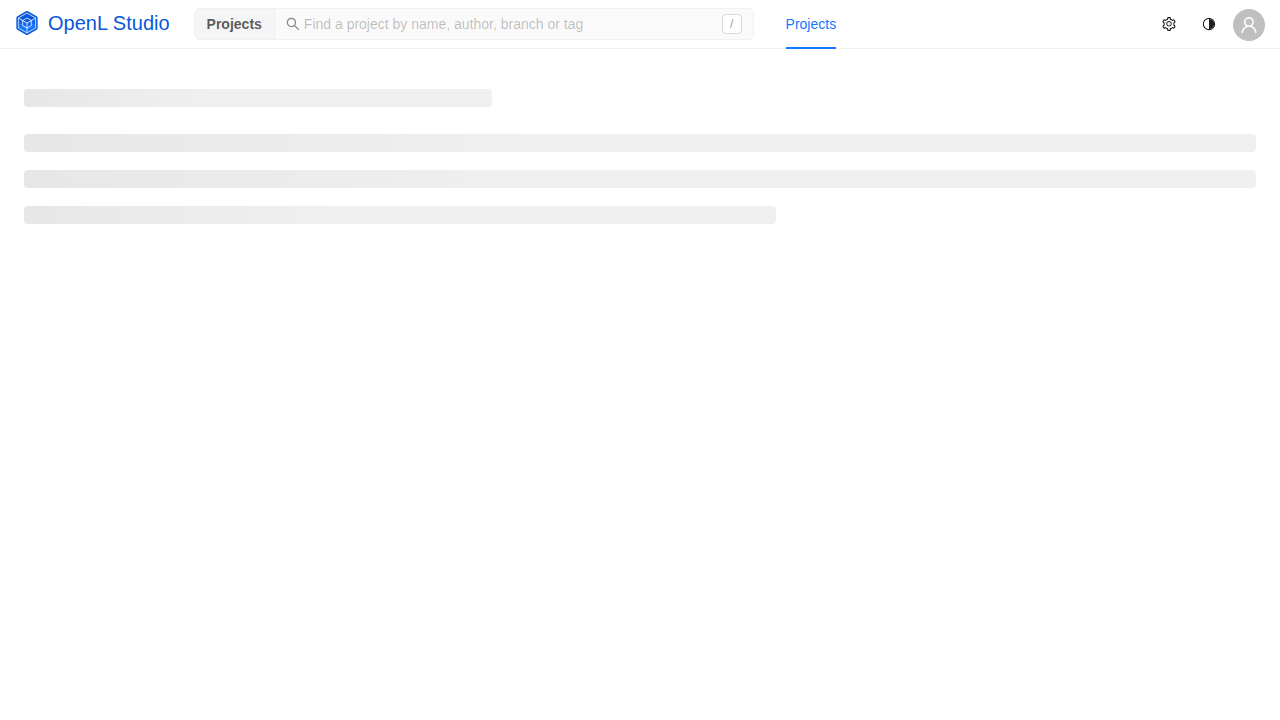 OpenL Studio
Projects
Find a project by name, author, branch or tag
/
Projects